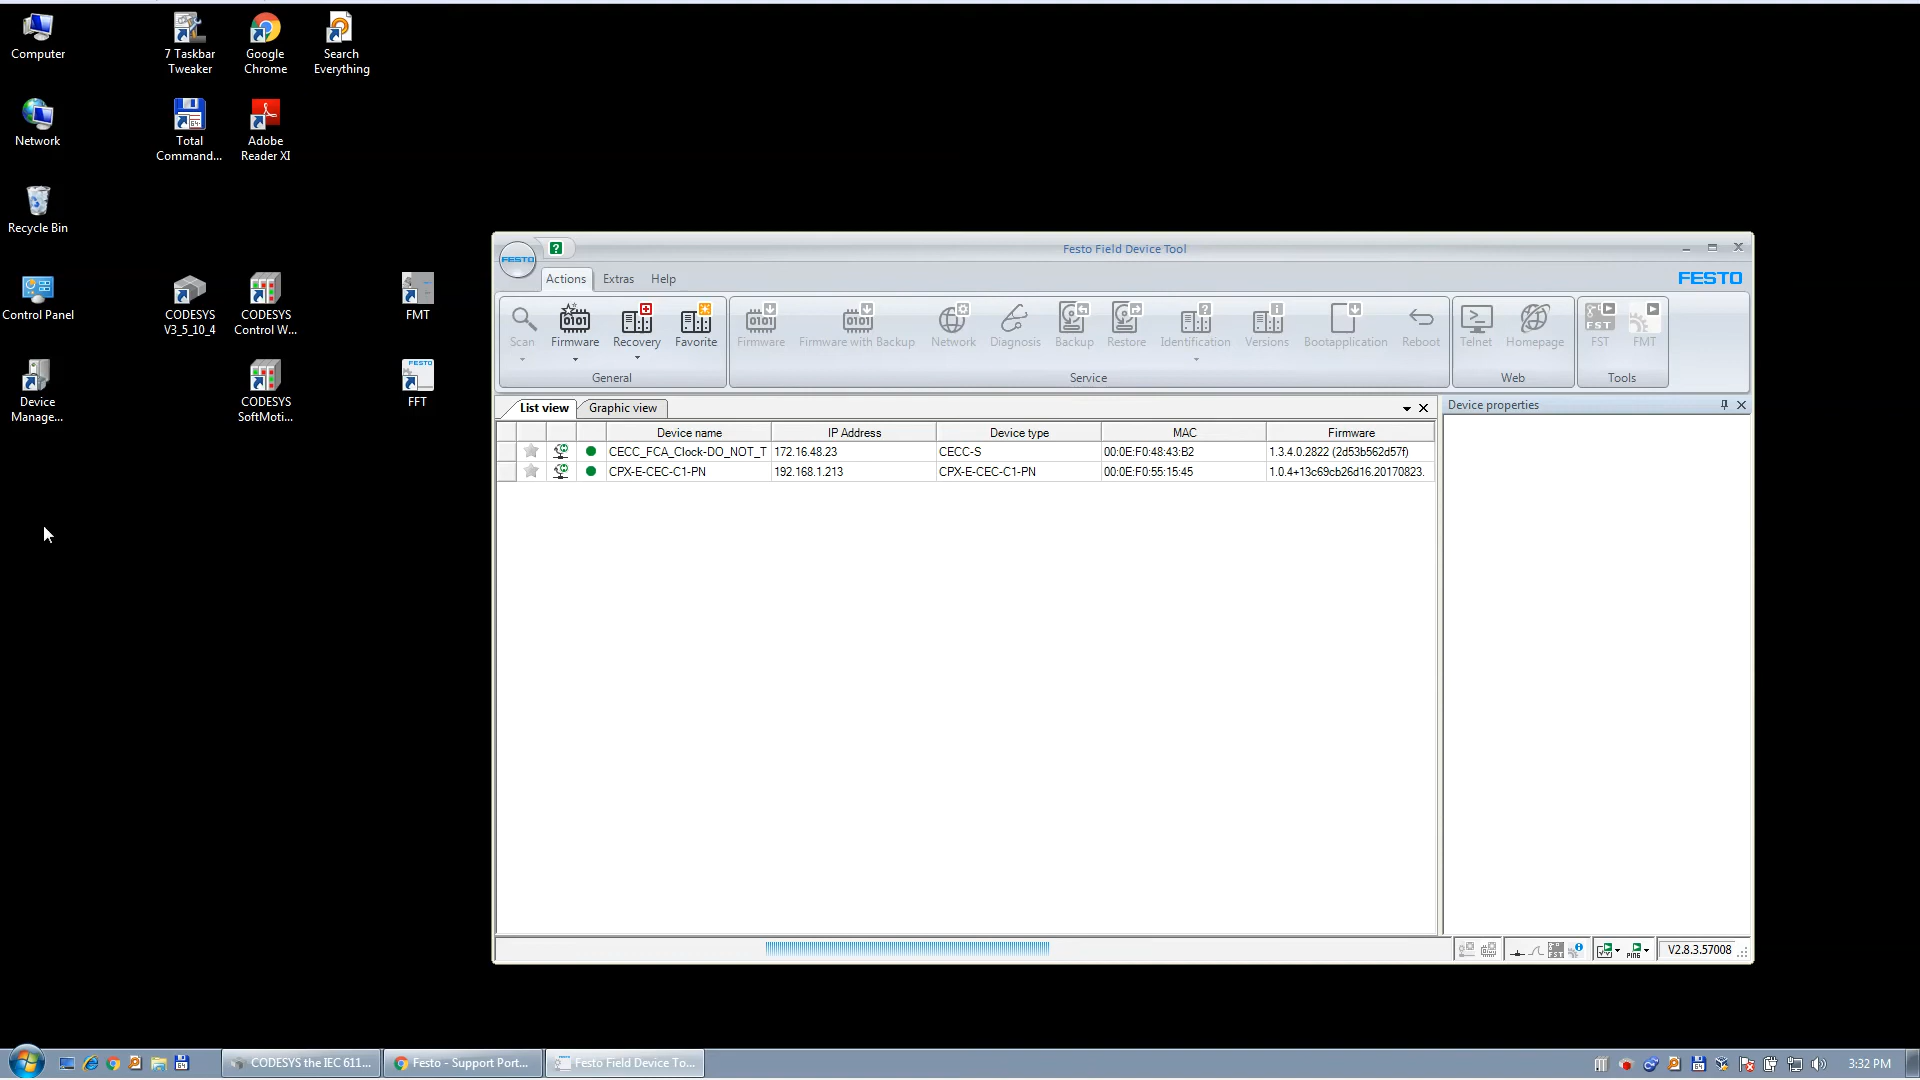 Computer
7 Taskbar
Tweaker
Google
Chrome
Search
Everything
Network
Total
Command...
Adobe
Reader XI
Recycle Bin
Control Panel
CODESYS
V3_5_10_4
CODESYS
Control W...
FMT
Device
Manage...
CODESYS
SoftMoti...
FESTO
FFT
FESTO
Festo Field Device Tool
Actions Extras Help
FESTO
Scan Firmware Recovery Favorite
General
Firmware Firmware with Backup Network Diagnosis Backup Restore Identification Versions Bootapplication Reboot
Service
Telnet Homepage
Web
FST FMT
Tools
List view Graphic view
Device properties
Device name IP Address Device type MAC Firmware
CECC_FCA_Clock-DO_NOT_T 172.16.48.23 CECC-S 00:0E:F0:48:43:B2 1.3.4.0.2822 (2d53b562d57f)
CPX-E-CEC-C1-PN 192.168.1.213 CPX-E-CEC-C1-PN 00:0E:F0:55:15:45 1.0.4+13c69cb26d16.20170823.
PING
V2.8.3.57008
CODESYS the IEC 611... Festo - Support Port... Festo Field Device To...
3:32 PM